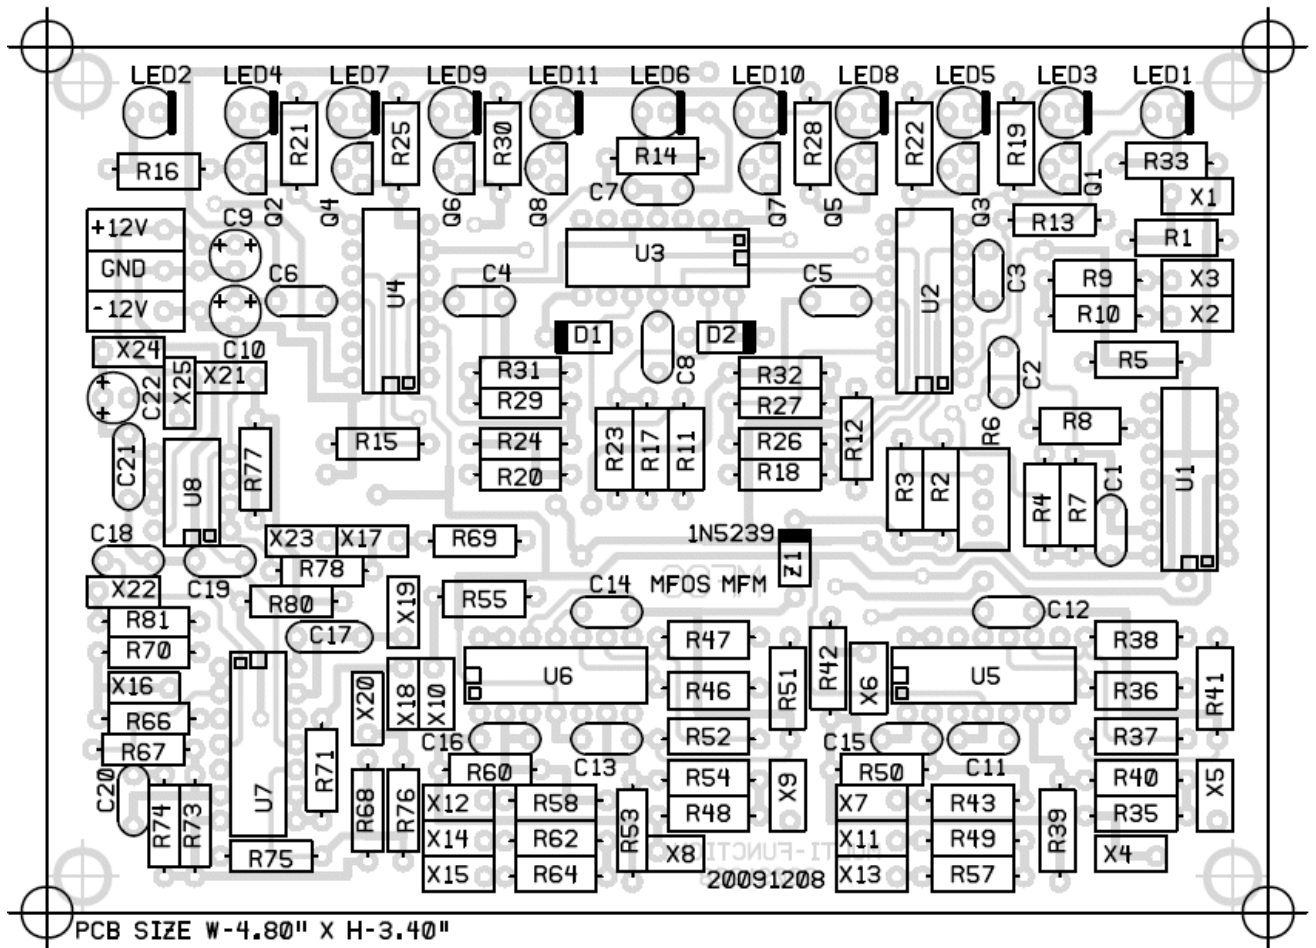 LED2 LED4 LED7 LED9 LED11 LED6 LED10 LED8 LED5 LED3 LED1
R16 R21 R25 R30 R14 R28 R22 R19 R33
C7 X1
Q2 Q4 Q6 Q8 Q7 Q5 Q3 Q1
+12V C9 R13 R1
GND C6 U4 C4 U3 C5 U2 C3 R9 X3
-12V R10 X2
X24 C10 D1 D2
X25 X21 R31 C8 R32 C2 R5
C22 R29 R27
C21 R15 R24 R23 R17 R11 R26 R12 R6 R8
U8 R77 R20 R18 R3 R2 R4 R7 C1 U1
C18 X23 X17 R69 1N5239 Z1
X22 C19 R78 MFOS MFM
R80 X19 R55 C14 C12
R81 C17 R47 R38
R70 R42
X16 X20 X18 X10 U6 R46 R51 X6 U5 R36 R41
R66
R67 C16 C13 R52 C15 C11 R37
C20 R71 R60 R54 X9 R50 R40 X5
R74 R73 U7 R68 R76 X12 R58 R53 R48 X7 R43 R39 R35
X14 R62 X11 R49
R75 X8 MULTI-FUNCTION X4
X15 R64 20091208 X13 R57
PCB SIZE W-4.80" X H-3.40"